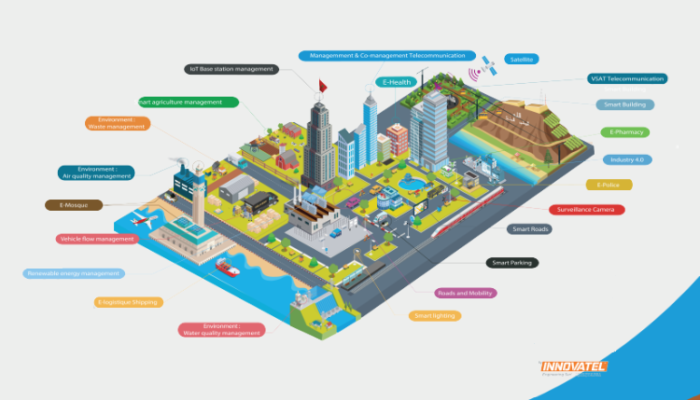 Managemment & Co-management Telecommunication
Satellite
IoT Base station management
E-Health
VSAT Telecommunication
Smart agriculture management
Smart Building
Environment :
Waste management
E-Pharmacy
Industry 4.0
Environment :
Air quality management
E-Police
E-Mosque
Surveillance Camera
Smart Roads
Vehicle flow management
Smart Parking
Renewable energy management
Roads and Mobility
E-logistique Shipping
Smart lighting
Environment :
Water quality management
INNOVATEL